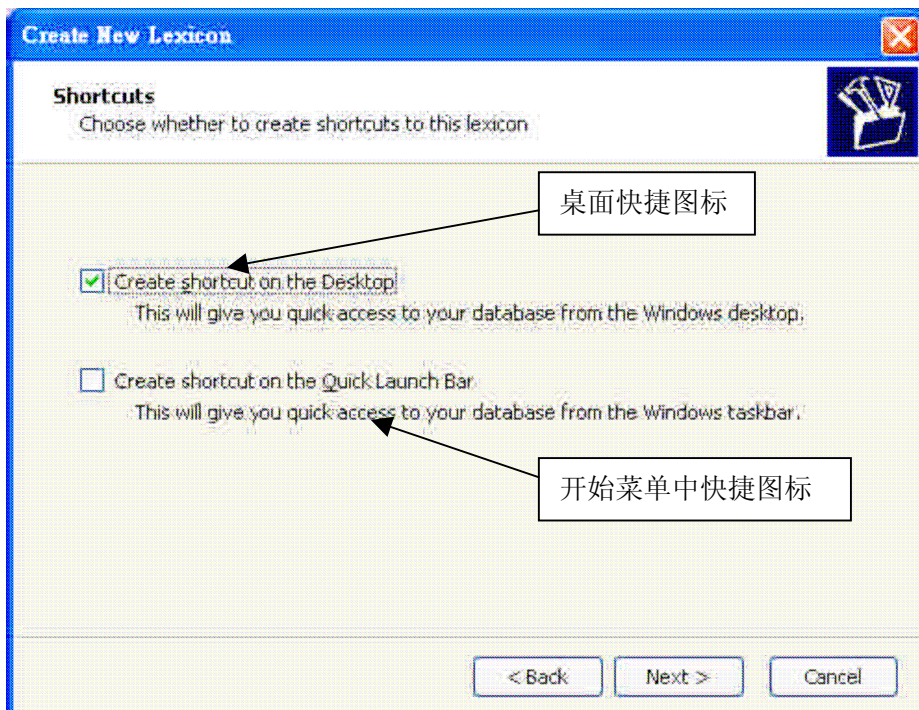 Create New Lexicon
Shortcuts
Choose whether to create shortcuts to this lexicon
桌面快捷图标
Create shortcut on the Desktop
This will give you quick access to your database from the Windows desktop.
Create shortcut on the Quick Launch Bar
This will give you quick access to your database from the Windows taskbar.
开始菜单中快捷图标
< Back
Next >
Cancel